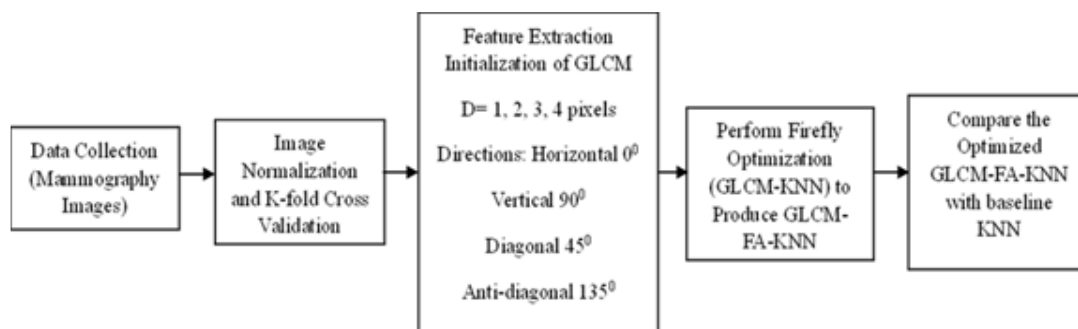 Data Collection
(Mammography
Images)
Image
Normalization
and K-fold Cross
Validation
Feature Extraction
Initialization of GLCM
D= 1, 2, 3, 4 pixels
Directions: Horizontal 0⁰
Vertical 90⁰
Diagonal 45⁰
Anti-diagonal 135⁰
Perform Firefly
Optimization
(GLCM-KNN) to
Produce GLCM-
FA-KNN
Compare the
Optimized
GLCM-FA-KNN
with baseline
KNN